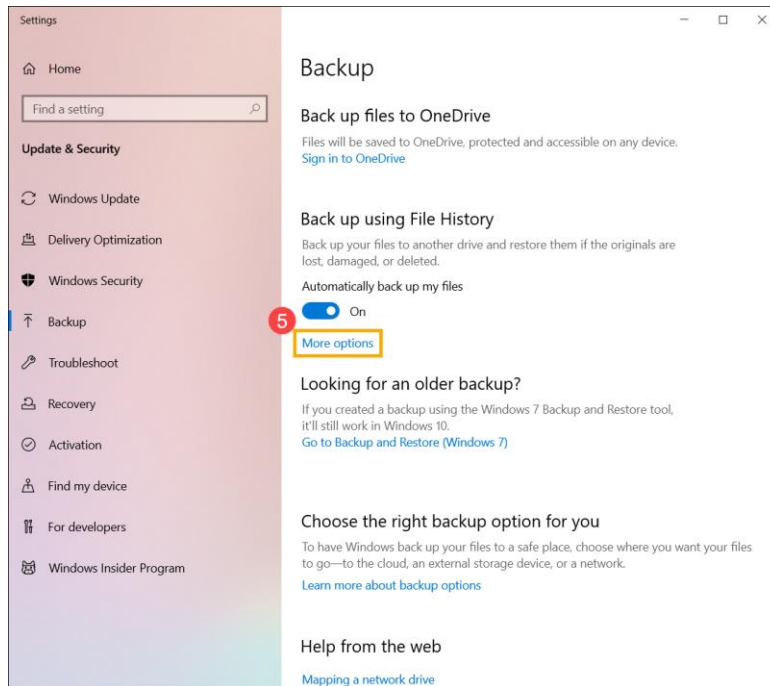 Settings
Home
Find a setting
Update & Security
Windows Update
Delivery Optimization
Windows Security
Backup
Troubleshoot
Recovery
Activation
Find my device
For developers
Windows Insider Program
Backup
Back up files to OneDrive
Files will be saved to OneDrive, protected and accessible on any device.
Sign in to OneDrive
Back up using File History
Back up your files to another drive and restore them if the originals are
lost, damaged, or deleted.
Automatically back up my files
On
5
More options
Looking for an older backup?
If you created a backup using the Windows 7 Backup and Restore tool,
it'll still work in Windows 10.
Go to Backup and Restore (Windows 7)
Choose the right backup option for you
To have Windows back up your files to a safe place, choose where you want your files
to go—to the cloud, an external storage device, or a network.
Learn more about backup options
Help from the web
Mapping a network drive